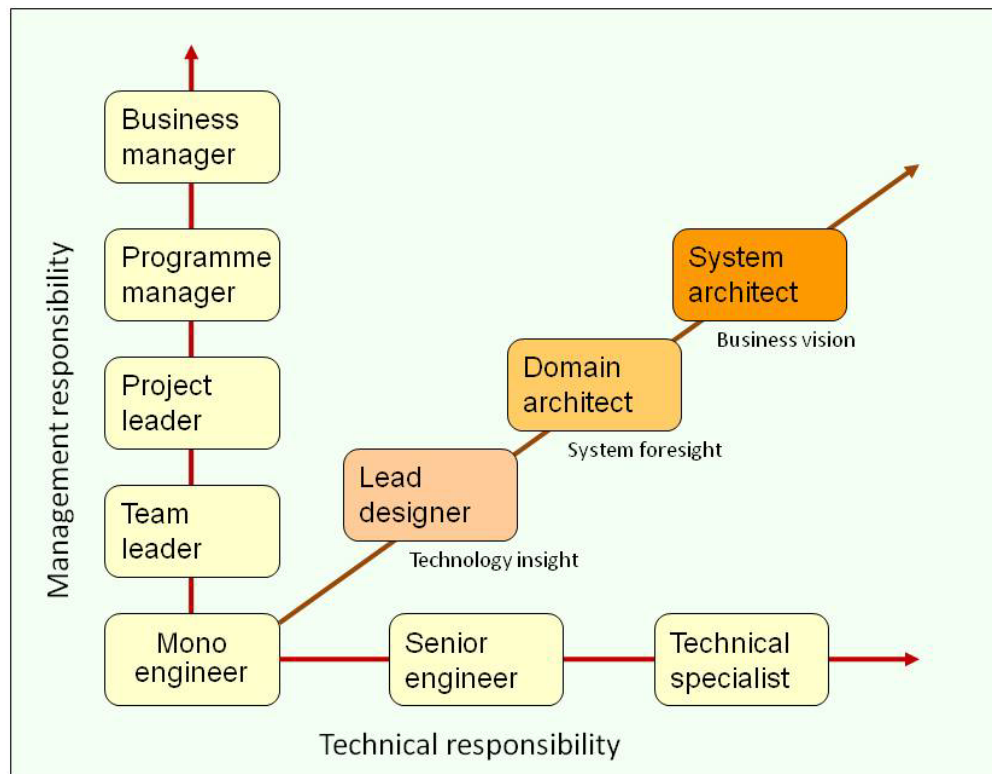 Business
manager
Programme
manager
Project
leader
Team
leader
Mono
engineer
Management responsibility
System
architect
Business vision
Domain
architect
System foresight
Lead
designer
Technology insight
Senior
engineer
Technical
specialist
Technical responsibility